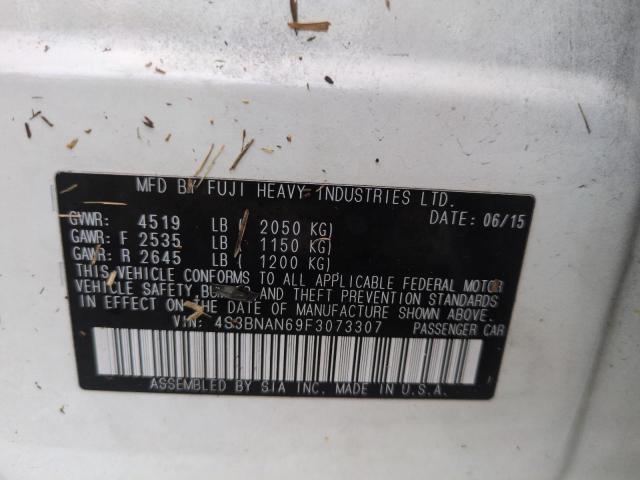 MFD BY FUJI HEAVY INDUSTRIES LTD.
DATE: 06/15
GVWR: 4519 LB ( 2050 KG)
GAWR: F 2535 LB ( 1150 KG)
GAWR: R 2645 LB ( 1200 KG)
THIS VEHICLE CONFORMS TO ALL APPLICABLE FEDERAL MOTOR
VEHICLE SAFETY, BUMPER AND THEFT PREVENTION STANDARDS
IN EFFECT ON THE DATE OF MANUFACTURE SHOWN ABOVE.
VIN: 4S3BNAN69F3073307 PASSENGER CAR
ASSEMBLED BY SIA INC. MADE IN U.S.A.